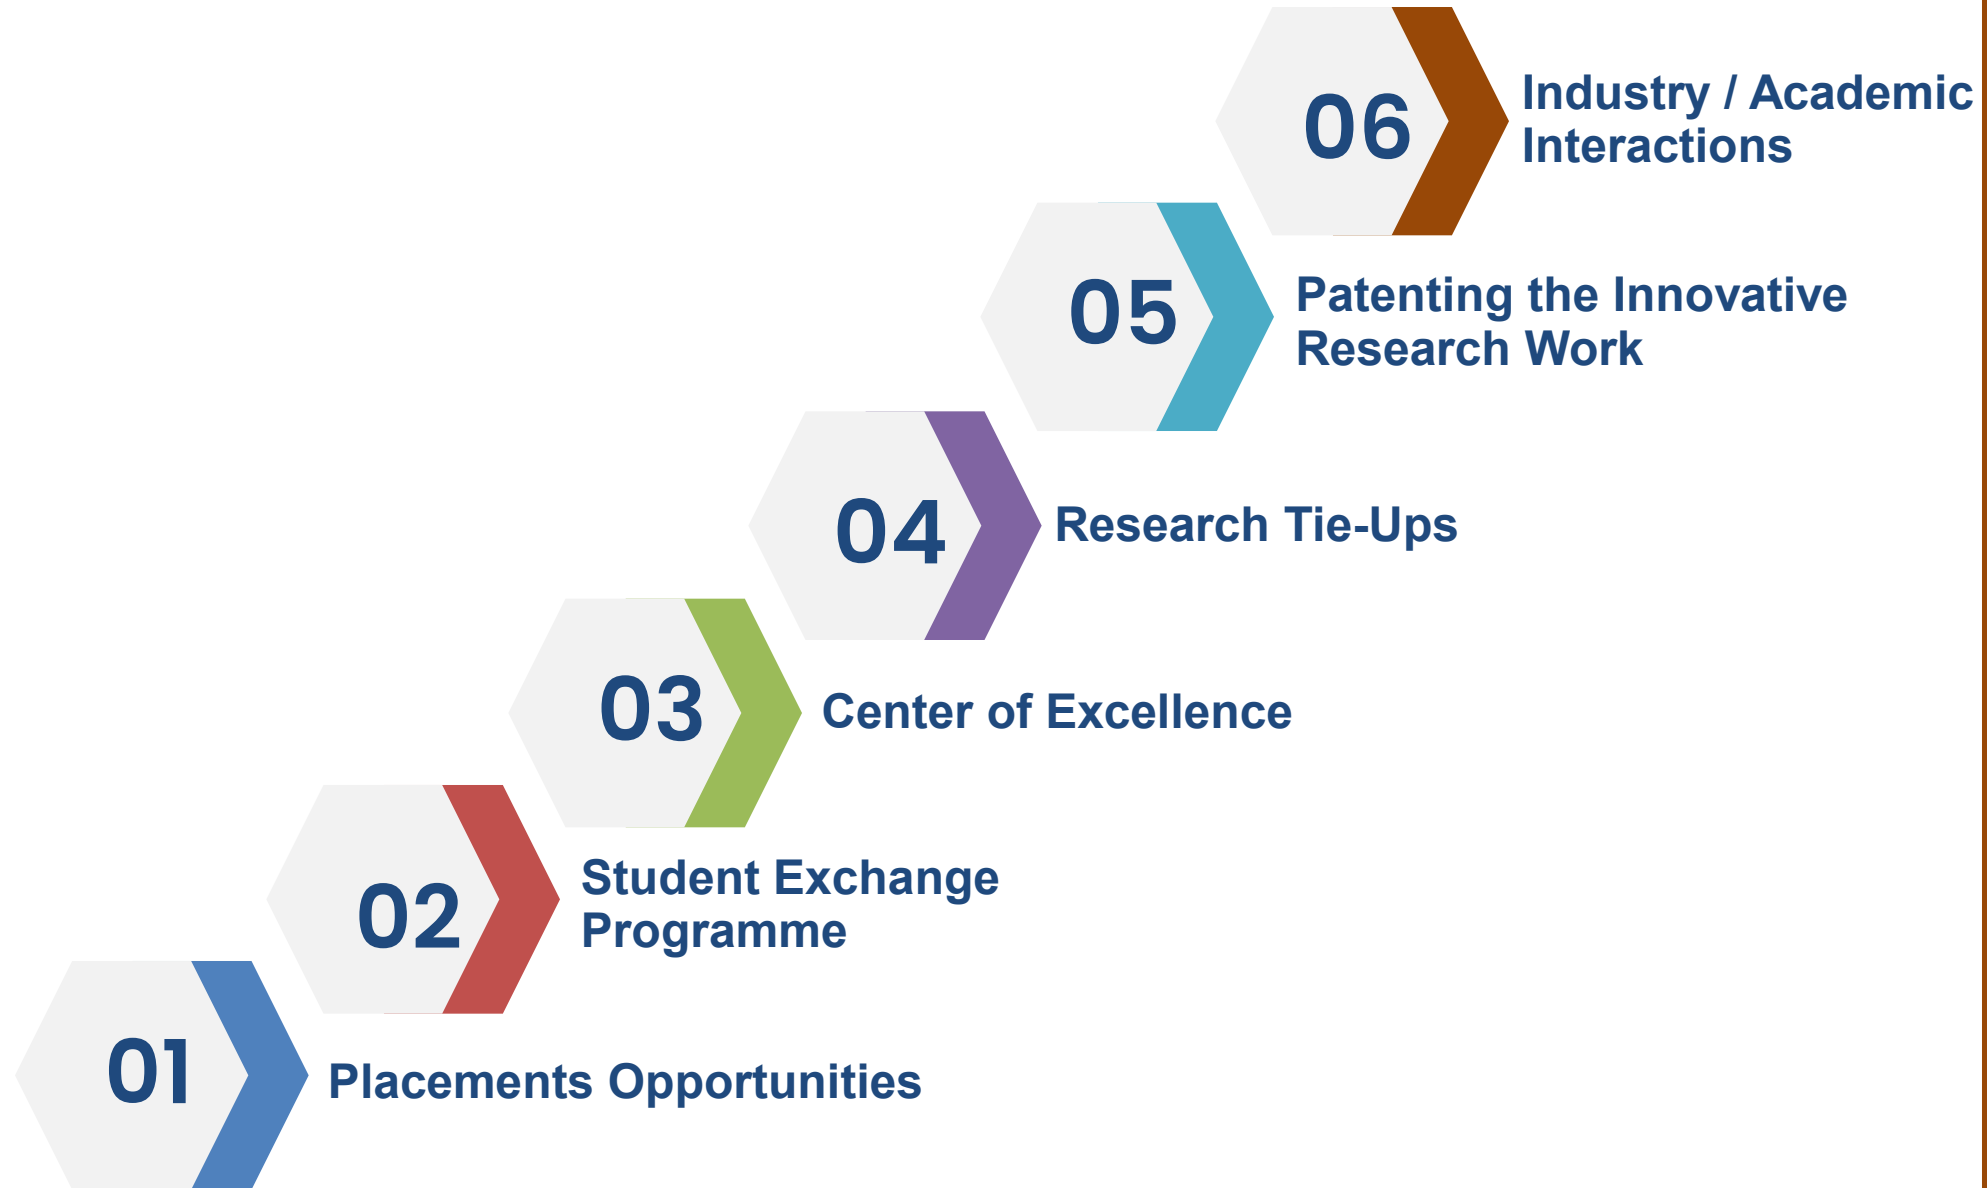 06
Industry / Academic
Interactions
05
Patenting the Innovative
Research Work
04
Research Tie-Ups
03
Center of Excellence
02
Student Exchange
Programme
01
Placements Opportunities